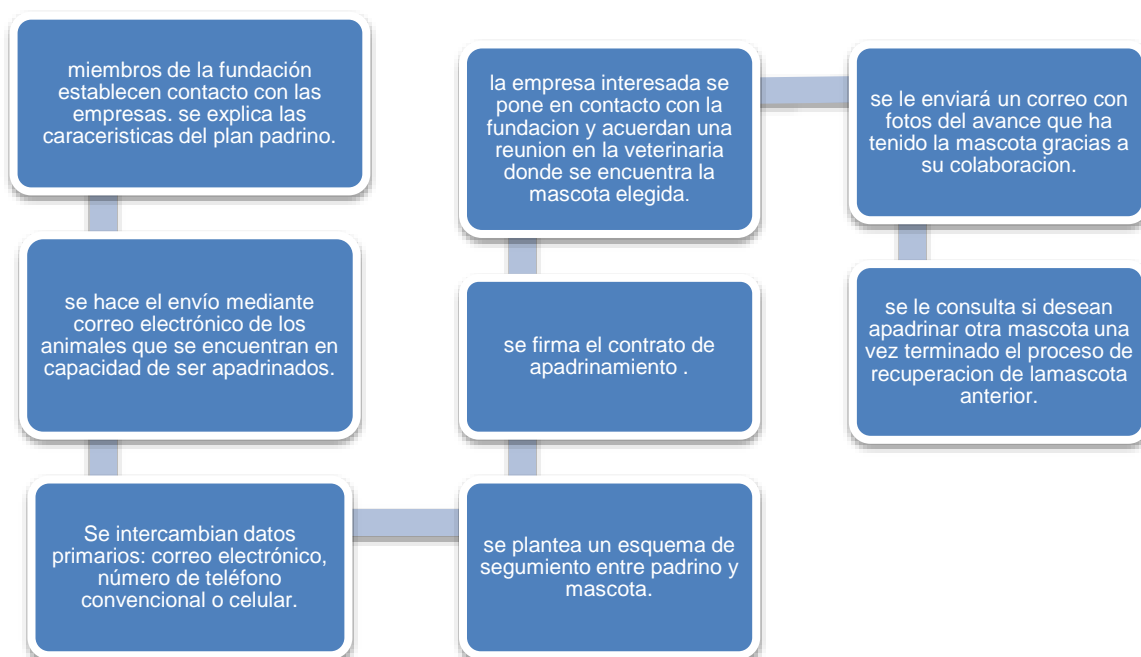 miembros de la fundación
establecen contacto con las
empresas. se explica las
caraceristicas del plan padrino.
se hace el envío mediante
correo electrónico de los
animales que se encuentran en
capacidad de ser apadrinados.
Se intercambian datos
primarios: correo electrónico,
número de teléfono
convencional o celular.
se plantea un esquema de
segumiento entre padrino y
mascota.
se firma el contrato de
apadrinamiento .
la empresa interesada se
pone en contacto con la
fundacion y acuerdan una
reunion en la veterinaria
donde se encuentra la
mascota elegida.
se le enviará un correo con
fotos del avance que ha
tenido la mascota gracias a
su colaboracion.
se le consulta si desean
apadrinar otra mascota una
vez terminado el proceso de
recuperacion de lamascota
anterior.